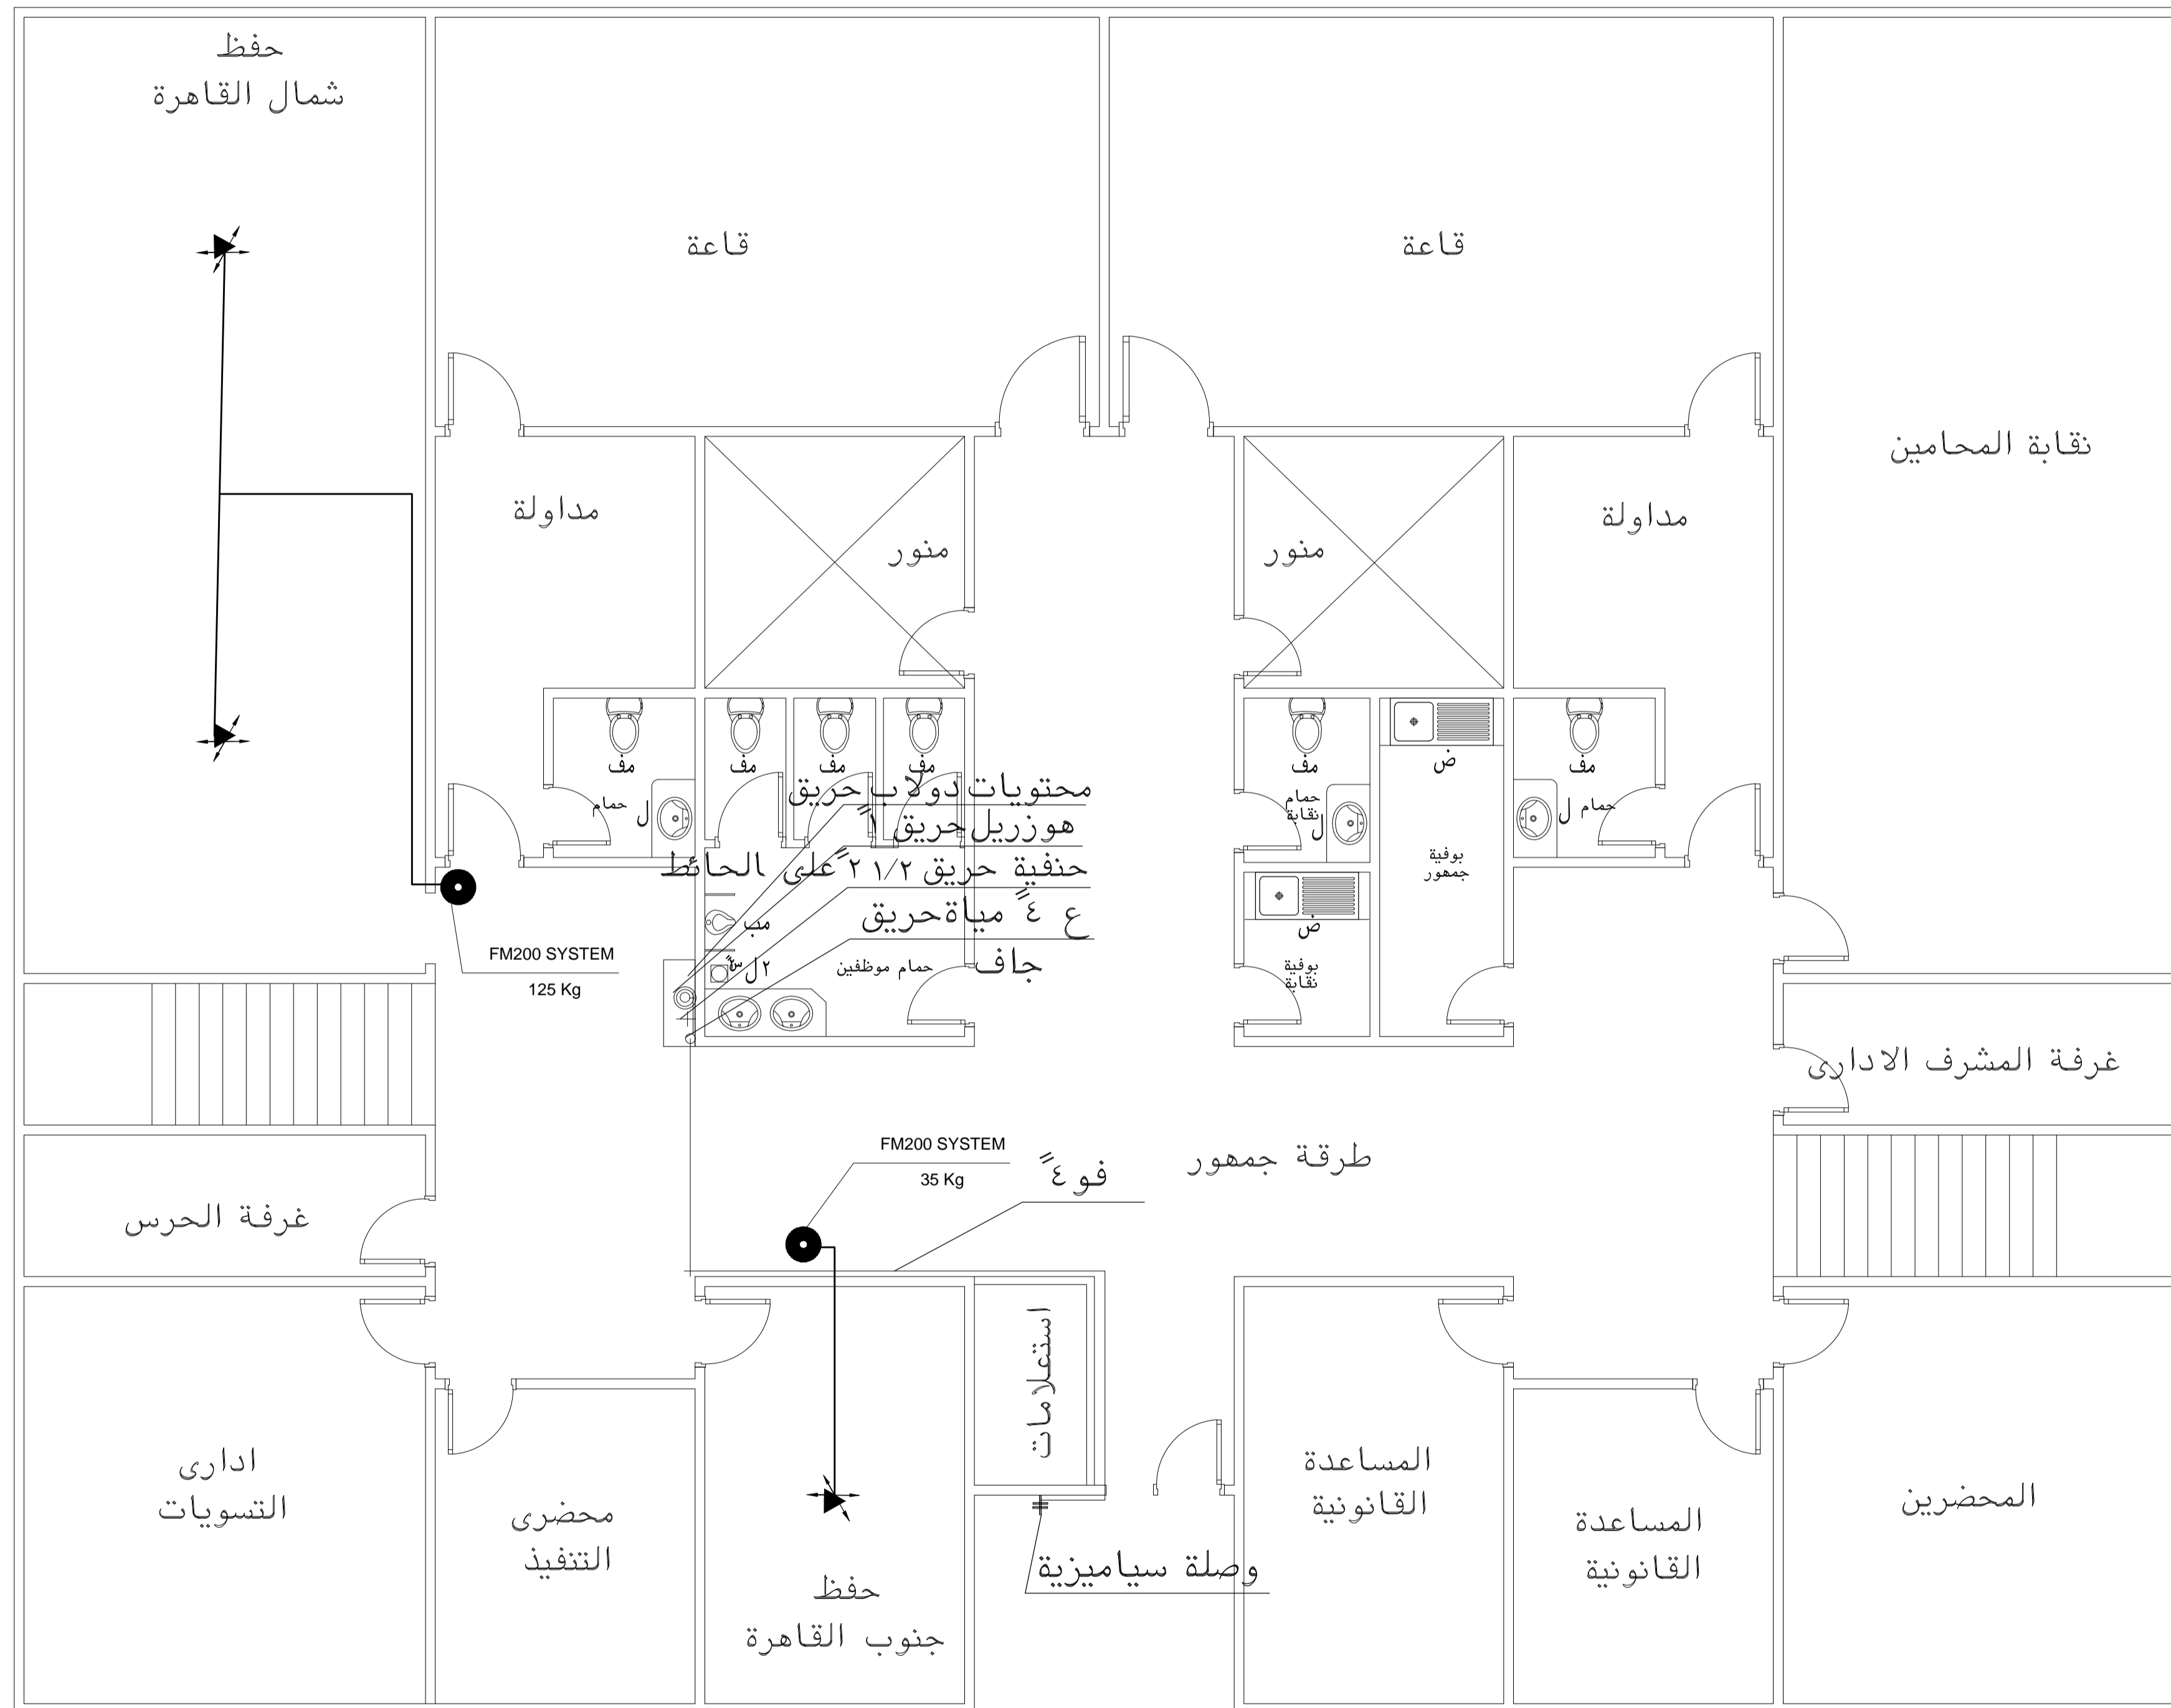 حفظ
شمال القاهرة
قاعة
قاعة
نقابة المحامين
مداولة
منور
منور
مداولة
مف
مف
مف
مف
مف
ض
مف
محتويات دولاب حريق
هوزريل حريق ١ً
حنفية حريق ٢ ١/٢ً على الحائط
ع ٤ً مياة حريق
جاف
حمام
ل
حمام
نقابة
ل
ل حمام
بوفية
جمهور
مب
٢ل
حمام موظفين
ض
بوفية
نقابة
FM200 SYSTEM
125 Kg
غرفة المشرف الادارى
FM200 SYSTEM
35 Kg
فو ٤ً
طرقة جمهور
غرفة الحرس
استعلامات
ادارى
التسويات
محضرى
التنفيذ
حفظ
جنوب القاهرة
وصلة سياميزية
المساعدة
القانونية
المساعدة
القانونية
المحضرين